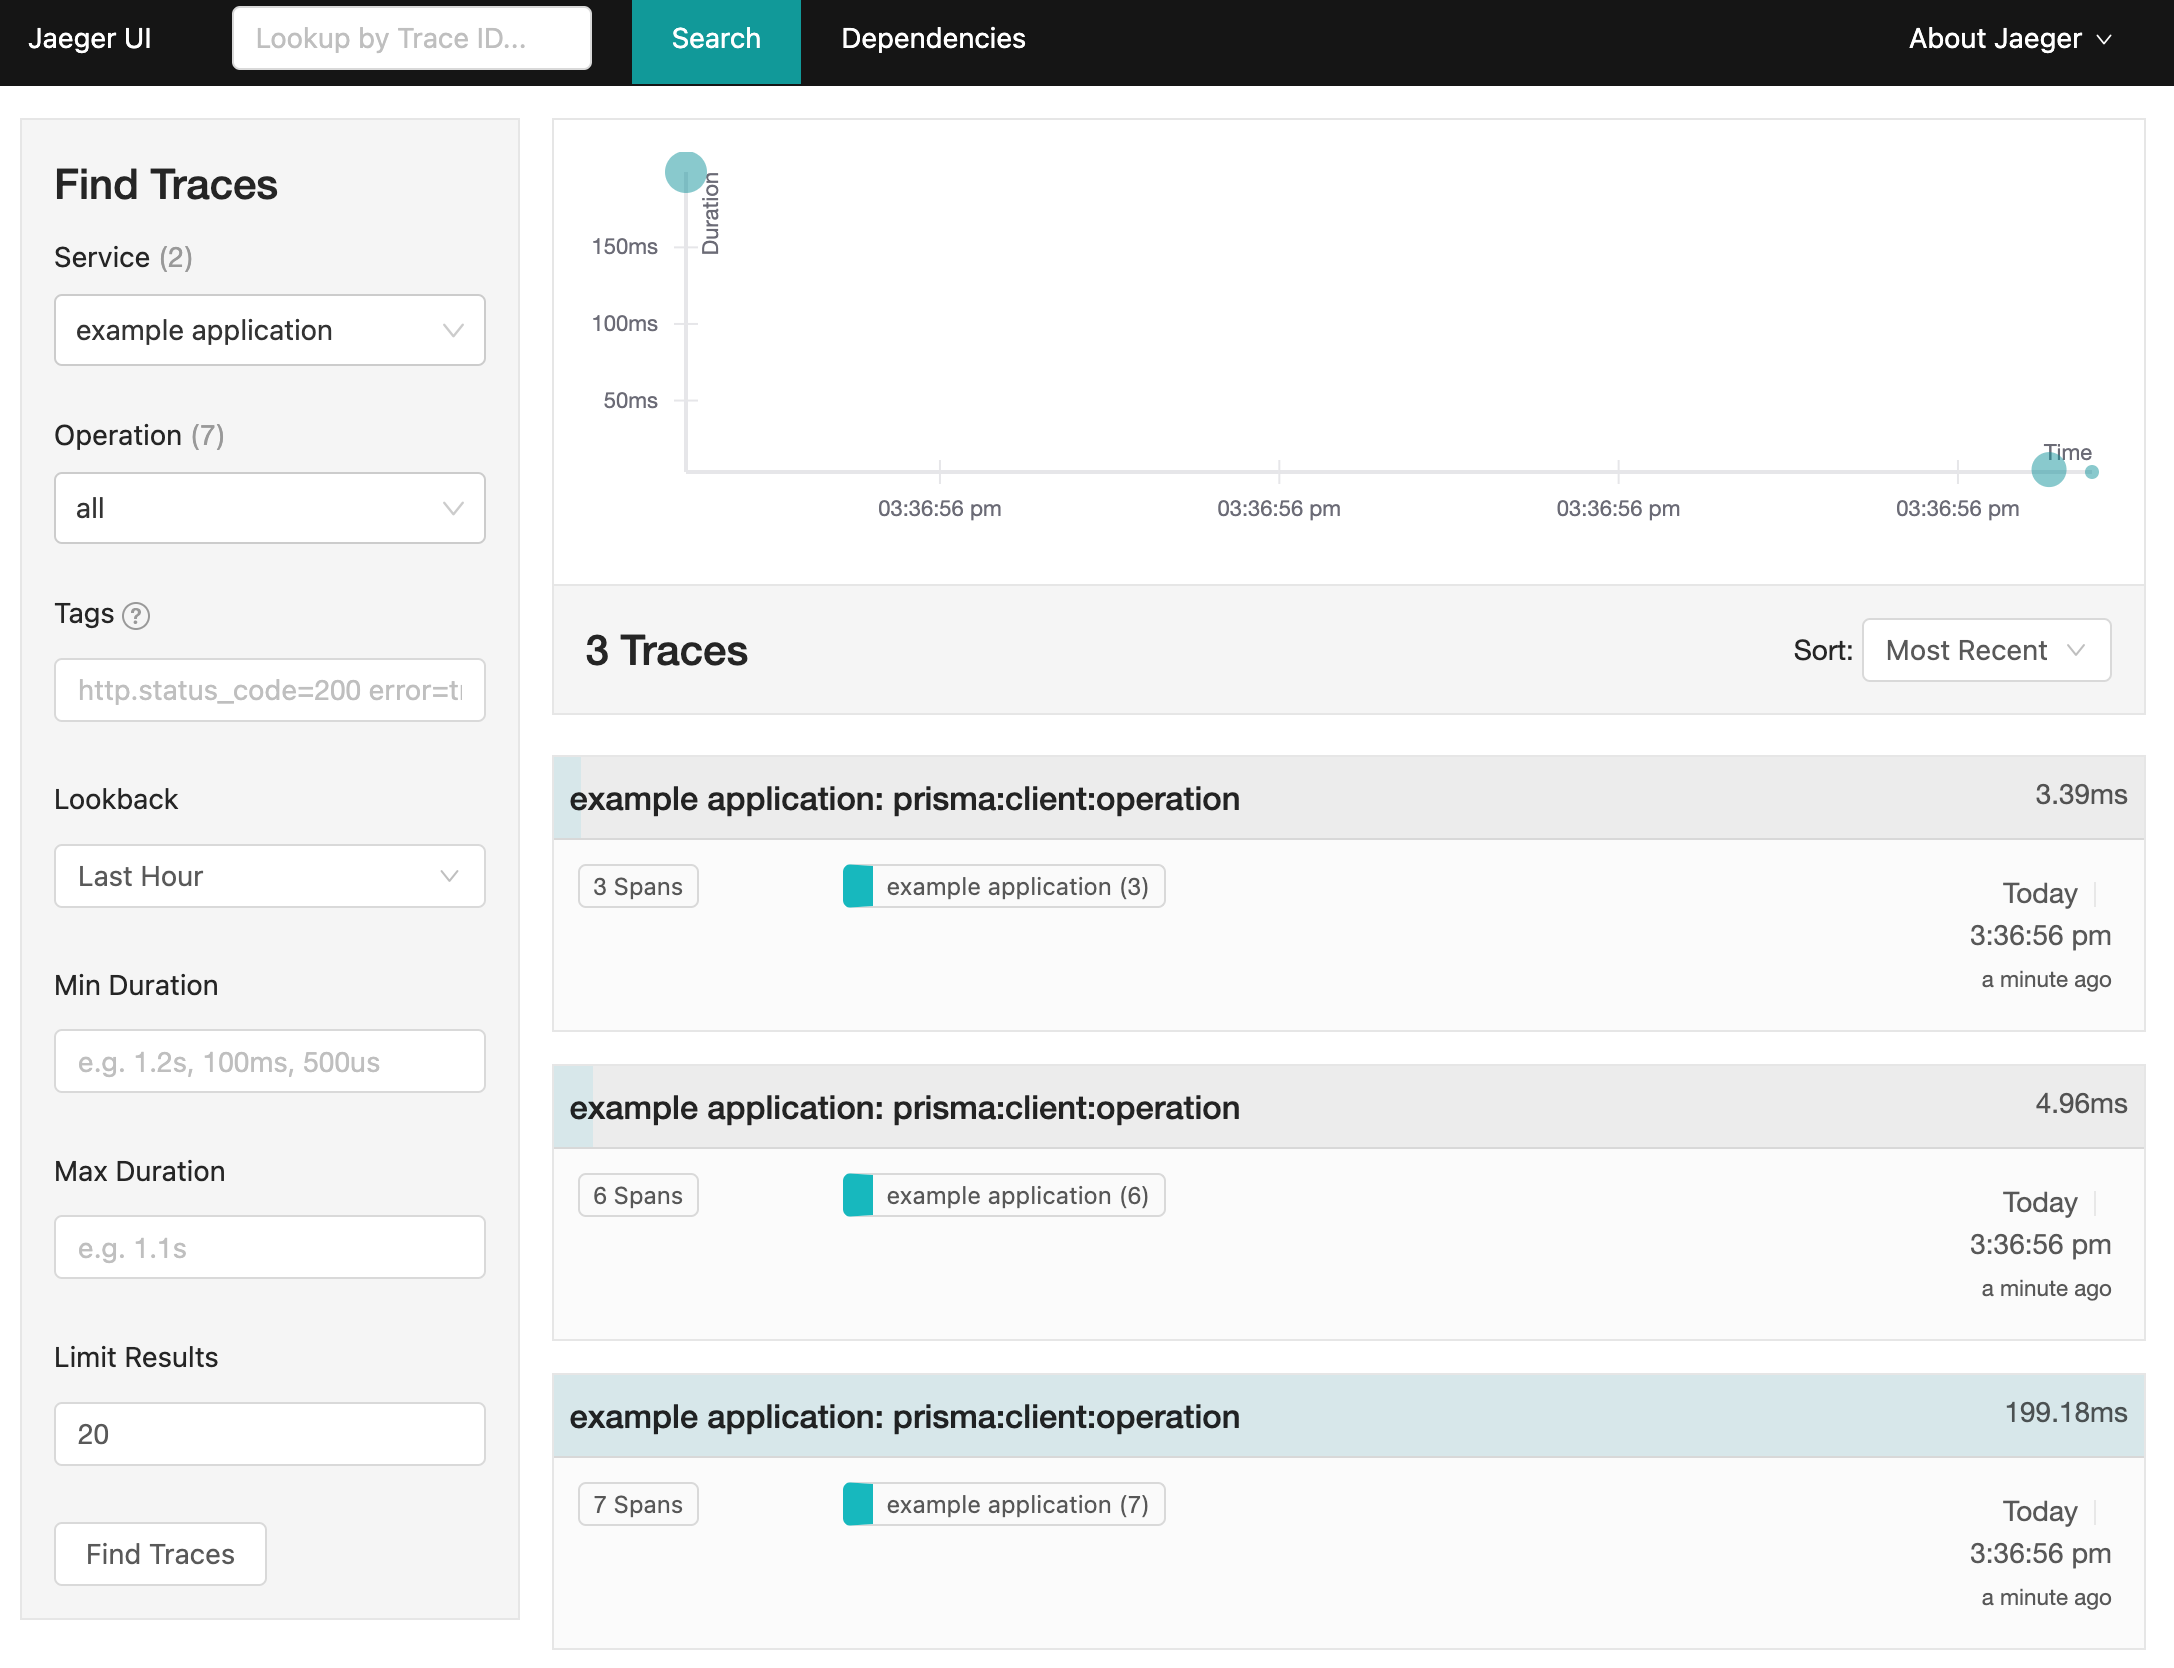 Jaeger UI
Lookup by Trace ID...
Search
Dependencies
About Jaeger
Find Traces
Service (2)
example application
Operation (7)
all
Tags ?
http.status_code=200 error=t
Lookback
Last Hour
Min Duration
e.g. 1.2s, 100ms, 500us
Max Duration
e.g. 1.1s
Limit Results
20
Find Traces
Duration
150ms
100ms
50ms
Time
03:36:56 pm
03:36:56 pm
03:36:56 pm
03:36:56 pm
3 Traces
Sort: Most Recent
example application: prisma:client:operation
3.39ms
3 Spans
example application (3)
Today
3:36:56 pm
a minute ago
example application: prisma:client:operation
4.96ms
6 Spans
example application (6)
Today
3:36:56 pm
a minute ago
example application: prisma:client:operation
199.18ms
7 Spans
example application (7)
Today
3:36:56 pm
a minute ago